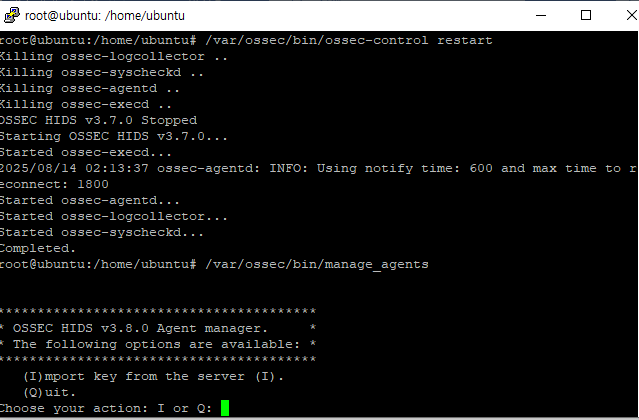 root@ubuntu: /home/ubuntu
root@ubuntu:/home/ubuntu# /var/ossec/bin/ossec-control restart
Killing ossec-logcollector ..
Killing ossec-syscheckd ..
Killing ossec-agentd ..
Killing ossec-execd ..
OSSEC HIDS v3.7.0 Stopped
Starting OSSEC HIDS v3.7.0...
Started ossec-execd...
2025/08/14 02:13:37 ossec-agentd: INFO: Using notify time: 600 and max time to r
econnect: 1800
Started ossec-agentd...
Started ossec-logcollector...
Started ossec-syscheckd...
Completed.
root@ubuntu:/home/ubuntu# /var/ossec/bin/manage_agents
****************************************
* OSSEC HIDS v3.8.0 Agent manager.     *
* The following options are available: *
****************************************
   (I)mport key from the server (I).
   (Q)uit.
Choose your action: I or Q: